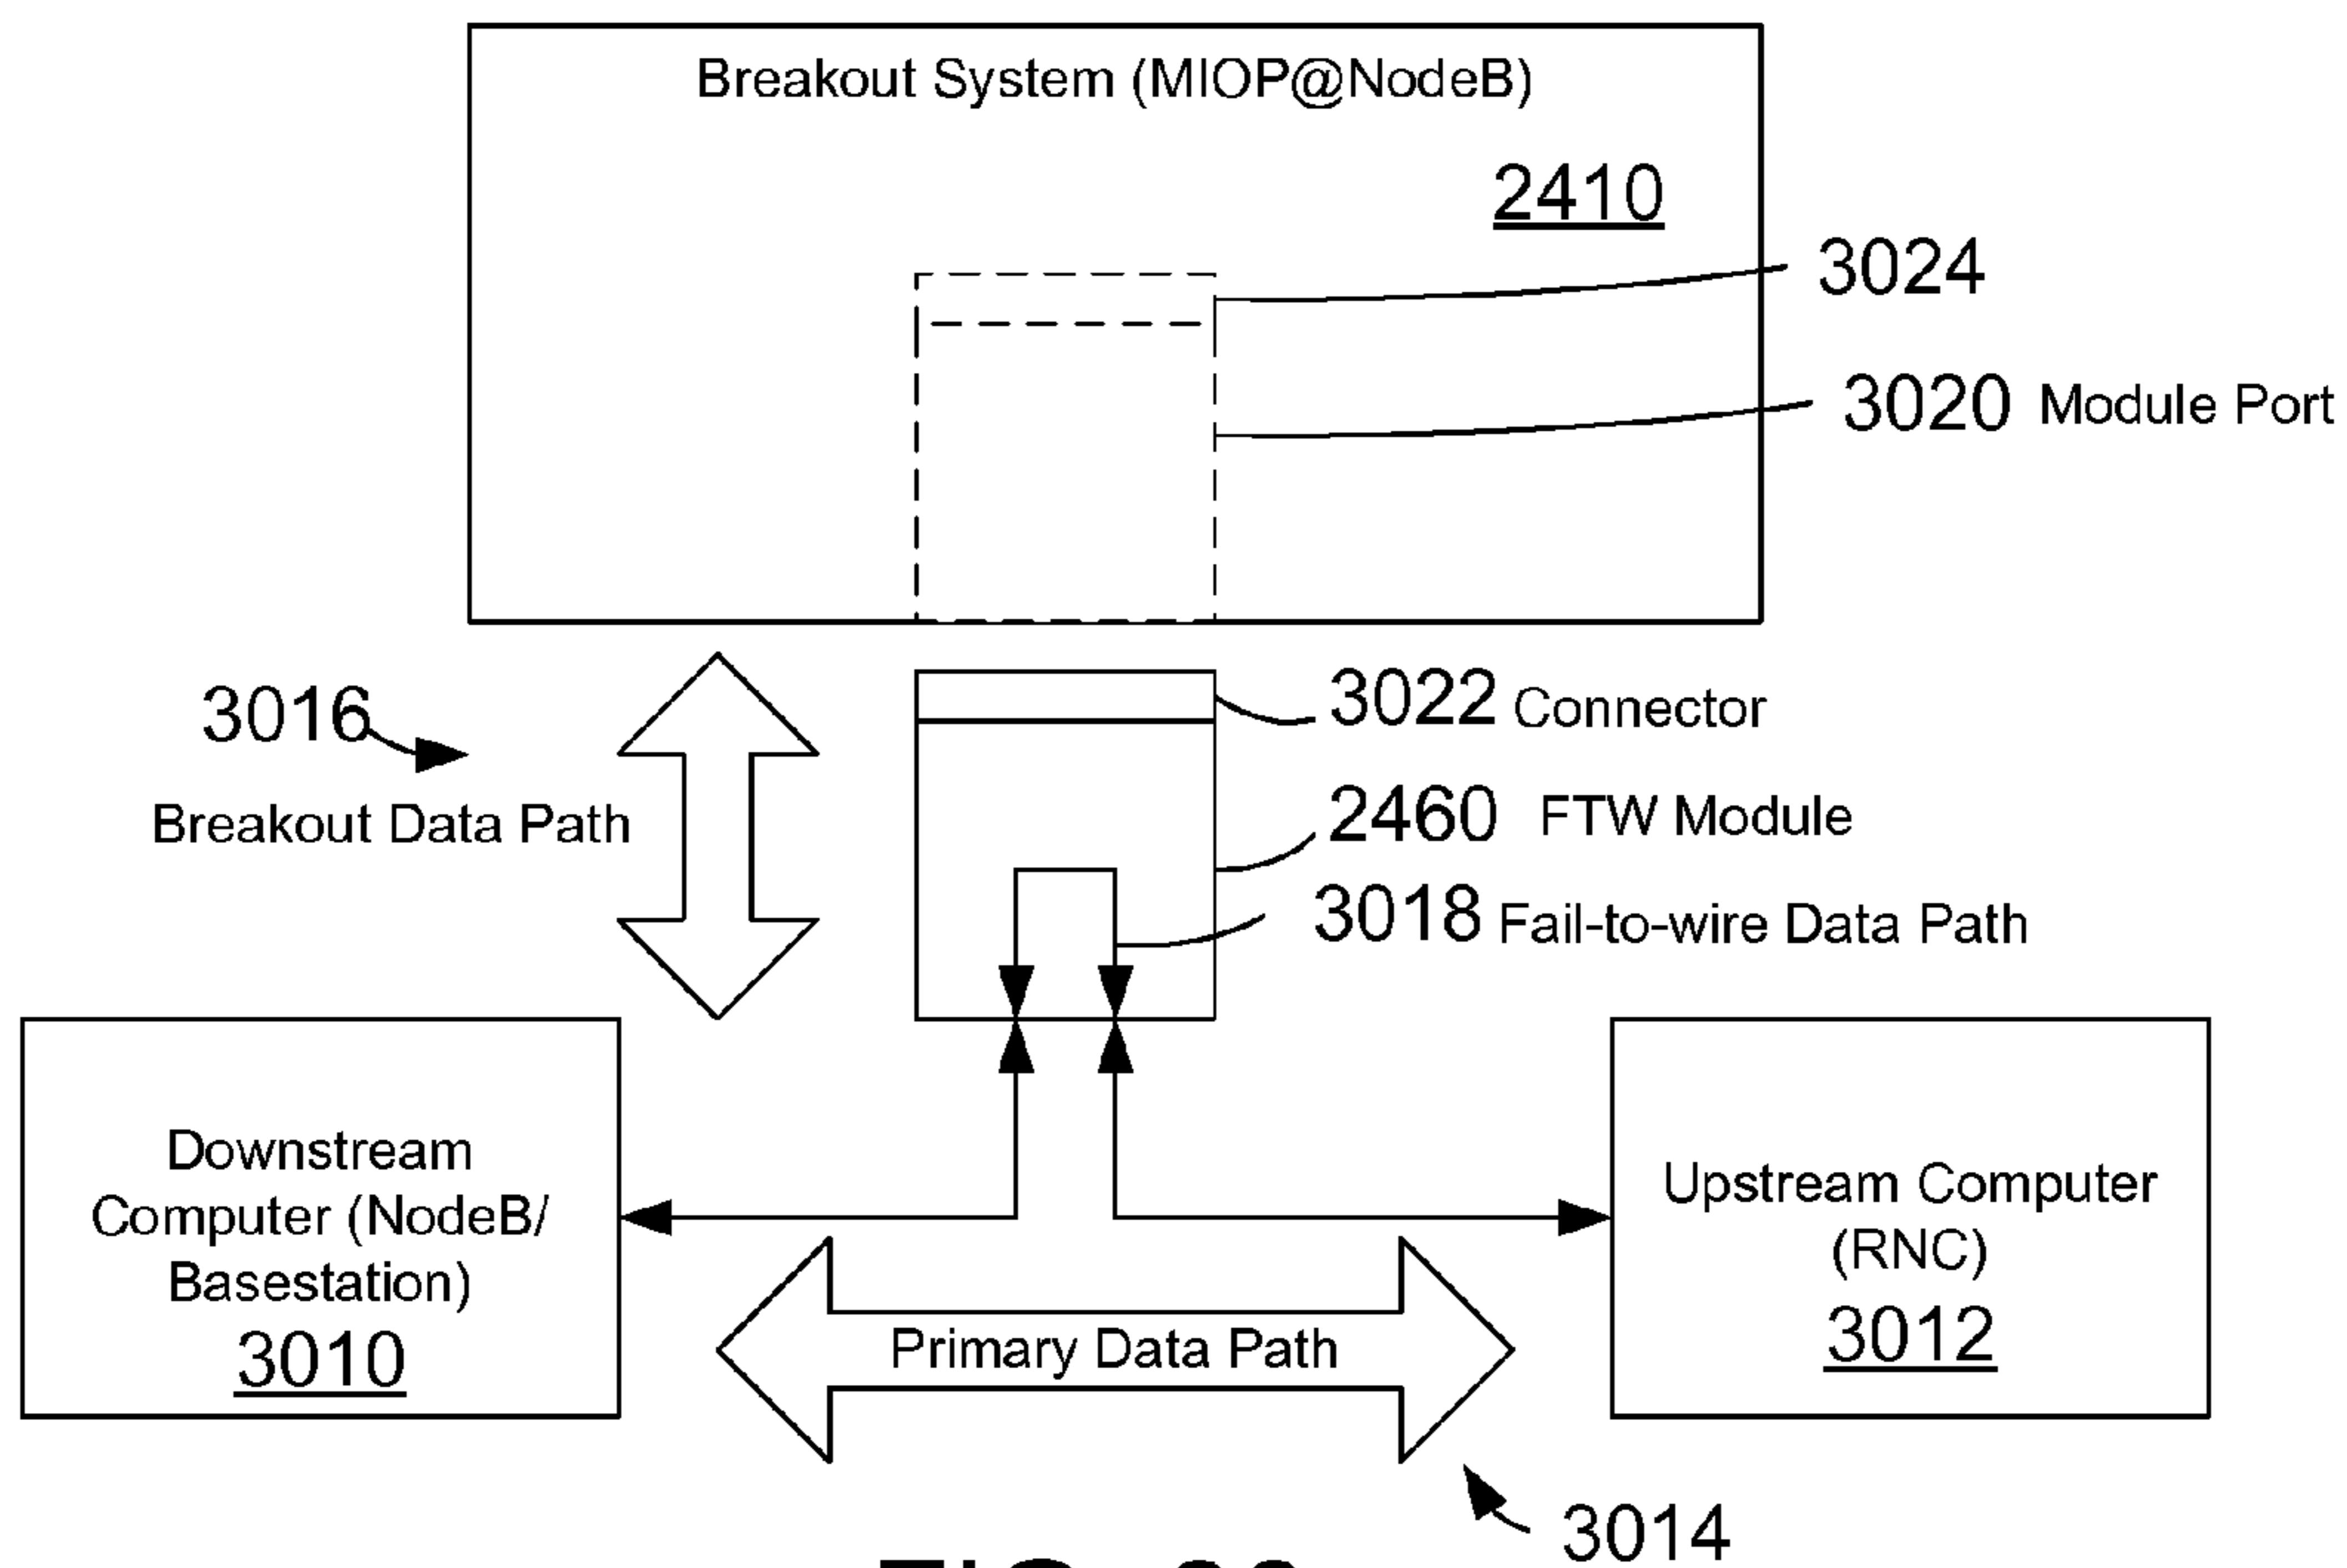 Breakout System (MIOP@NodeB)
2410
3024
3020 Module Port
3016
Breakout Data Path
3022 Connector
2460 FTW Module
3018 Fail-to-wire Data Path
Downstream
Computer (NodeB/
Basestation)
3010
Upstream Computer
(RNC)
3012
Primary Data Path
3014